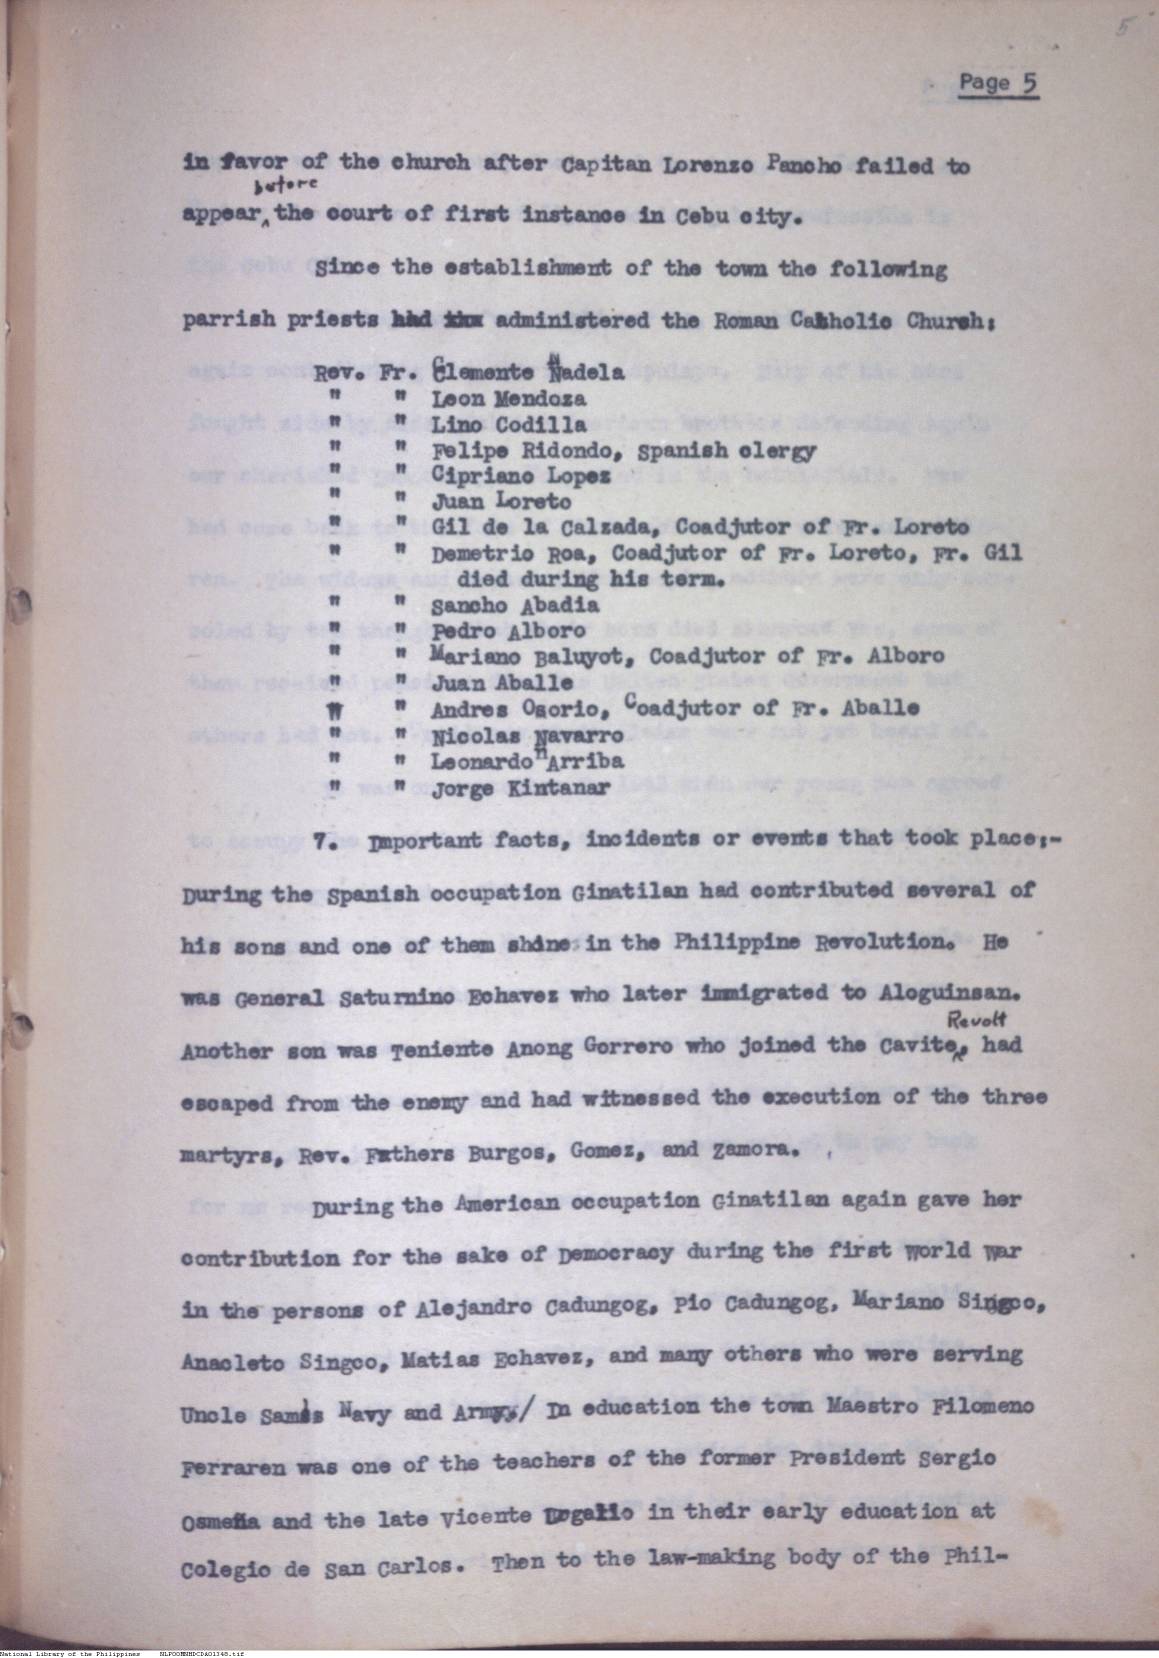 5
Page 5
in favor of the church after Capitan Lorenzo Pancho failed to
before
appear ^ the court of first instance in Cebu city.
Since the establishment of the town the following
parrish priests had administered the Roman Catholic Church:
Rev. Fr. Clemente Nadela
" " Leon Mendoza
" " Lino Codilla
" " Felipe Ridondo, Spanish clergy
" " Cipriano Lopez
" " Juan Loreto
" " Gil de la Calzada, Coadjutor of Fr. Loreto
" " Demetrio Roa, Coadjutor of Fr. Loreto, Fr. Gil
died during his term.
" " Sancho Abadia
" " Pedro Alboro
" " Mariano Baluyot, Coadjutor of Fr. Alboro
" " Juan Aballe
" " Andres Osorio, Coadjutor of Fr. Aballe
" " Nicolas Navarro
" " Leonardo Arriba
" " Jorge Kintanar
7. Important facts, incidents or events that took place:-
During the Spanish occupation Ginatilan had contributed several of
his sons and one of them shine in the Philippine Revolution. He
was General Saturnino Echavez who later immigrated to Aloguinsan.
Revolt
Another son was Teniente Anong Gorrero who joined the Cavite ^, had
escaped from the enemy and had witnessed the execution of the three
martyrs, Rev. Fathers Burgos, Gomez, and Zamora.
During the American occupation Ginatilan again gave her
contribution for the sake of Democracy during the first World War
in the persons of Alejandro Cadungog, Pio Cadungog, Mariano Singco,
Anacleto Singco, Matias Echavez, and many others who were serving
Uncle Sam's Navy and Army./ In education the town Maestro Filomeno
Ferraren was one of the teachers of the former President Sergio
Osmeña and the late Vicente in their early education at
Colegio de San Carlos. Then to the law-making body of the Phil-
National Library of the Philippines NLPOOMNHDCDA01348.tif